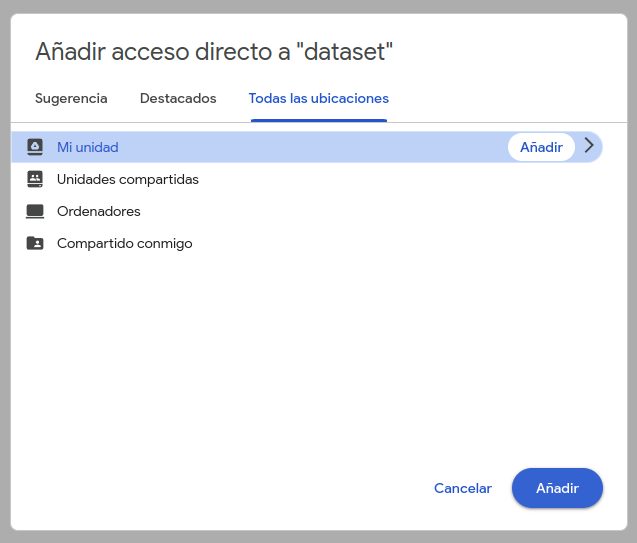 Añadir acceso directo a "dataset"
Sugerencia Destacados Todas las ubicaciones
Mi unidad Añadir
Unidades compartidas
Ordenadores
Compartido conmigo
Cancelar Añadir